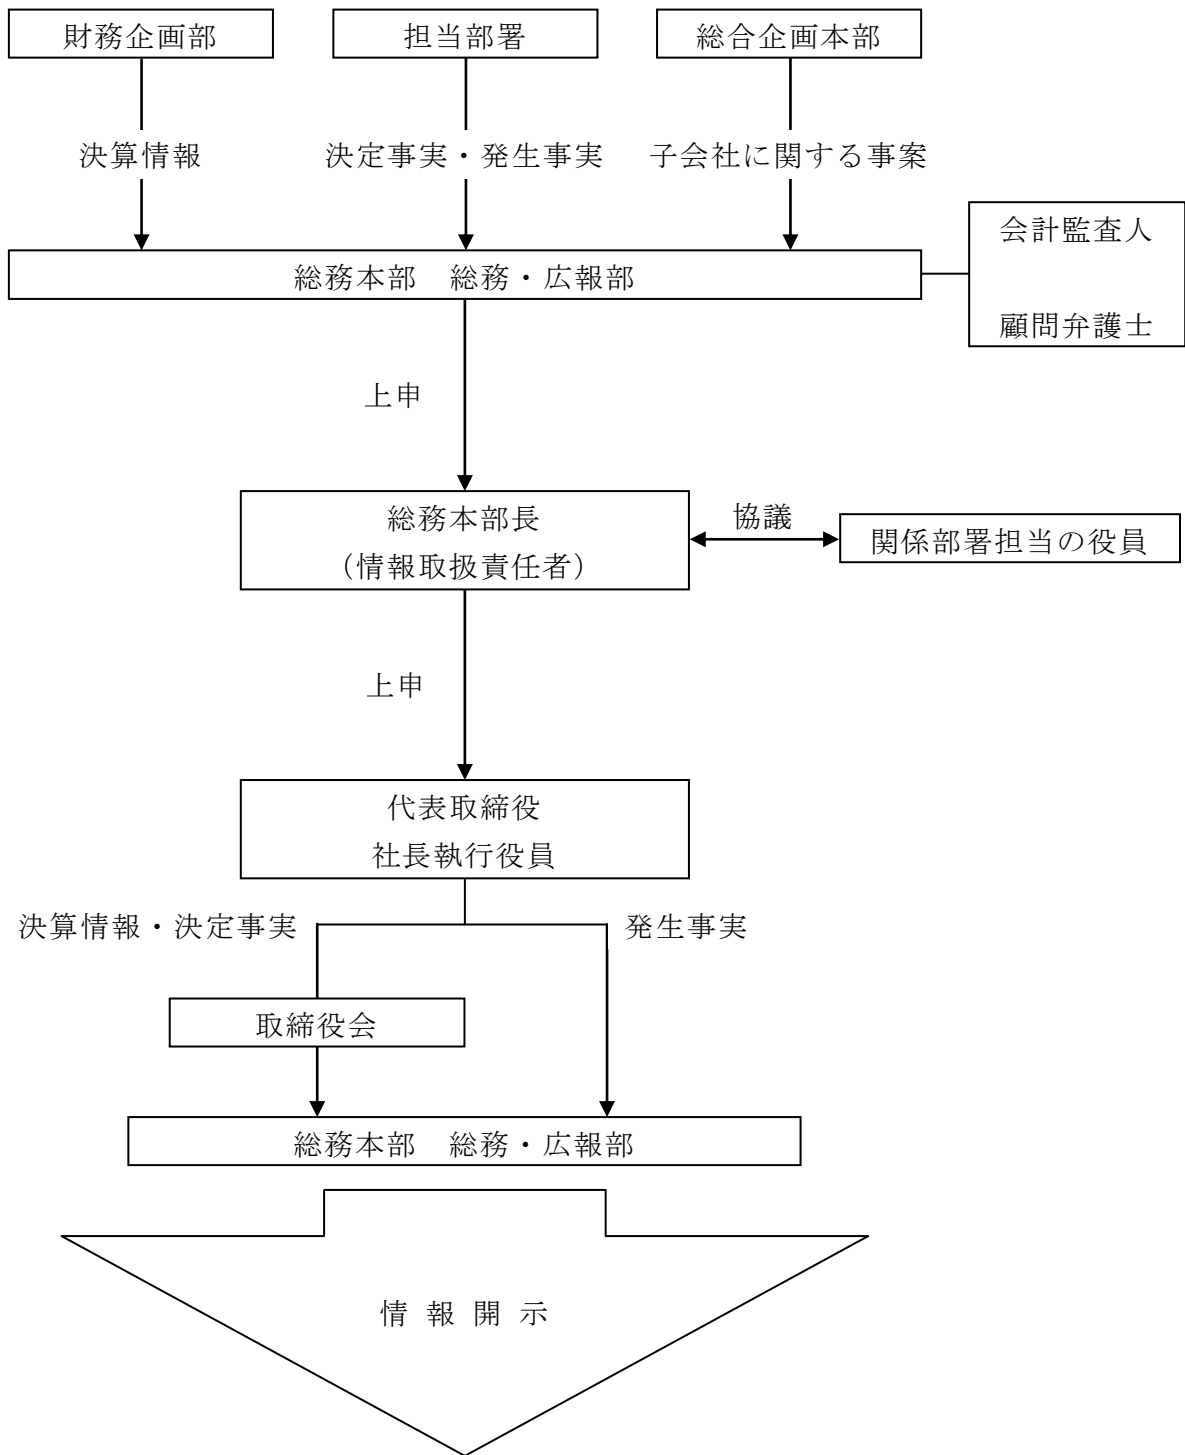 財務企画部
担当部署
総合企画本部
決算情報
決定事実・発生事実
子会社に関する事案
会計監査人
顧問弁護士
総務本部　総務・広報部
上申
総務本部長
（情報取扱責任者）
協議
関係部署担当の役員
上申
代表取締役
社長執行役員
決算情報・決定事実
発生事実
取締役会
総務本部　総務・広報部
情 報 開 示